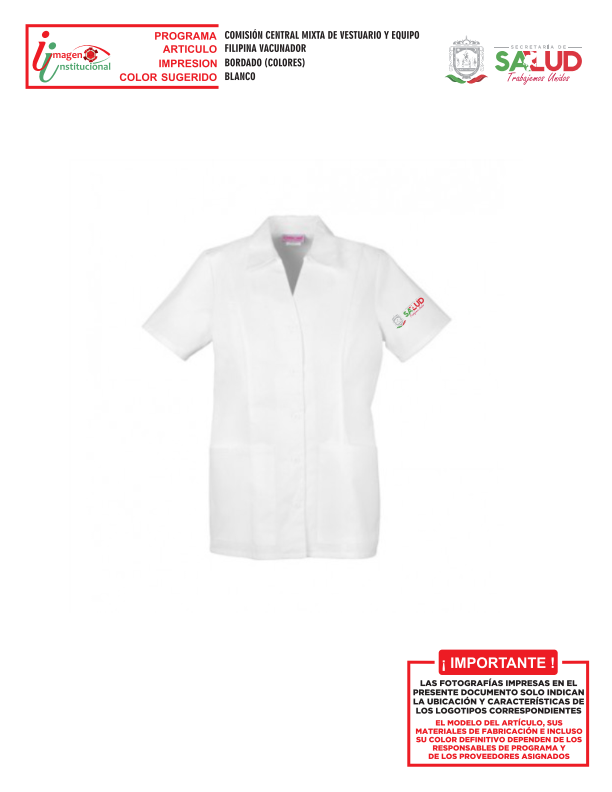 imagen
institucional
PROGRAMA COMISIÓN CENTRAL MIXTA DE VESTUARIO Y EQUIPO
ARTICULO FILIPINA VACUNADOR
IMPRESION BORDADO (COLORES)
COLOR SUGERIDO BLANCO
SECRETARÍA DE
SALUD
Trabajemos Unidos
SALUD
¡ IMPORTANTE !
LAS FOTOGRAFÍAS IMPRESAS EN EL
PRESENTE DOCUMENTO SOLO INDICAN
LA UBICACIÓN Y CARACTERÍSTICAS DE
LOS LOGOTIPOS CORRESPONDIENTES
EL MODELO DEL ARTÍCULO, SUS
MATERIALES DE FABRICACIÓN E INCLUSO
SU COLOR DEFINITIVO DEPENDEN DE LOS
RESPONSABLES DE PROGRAMA Y
DE LOS PROVEEDORES ASIGNADOS